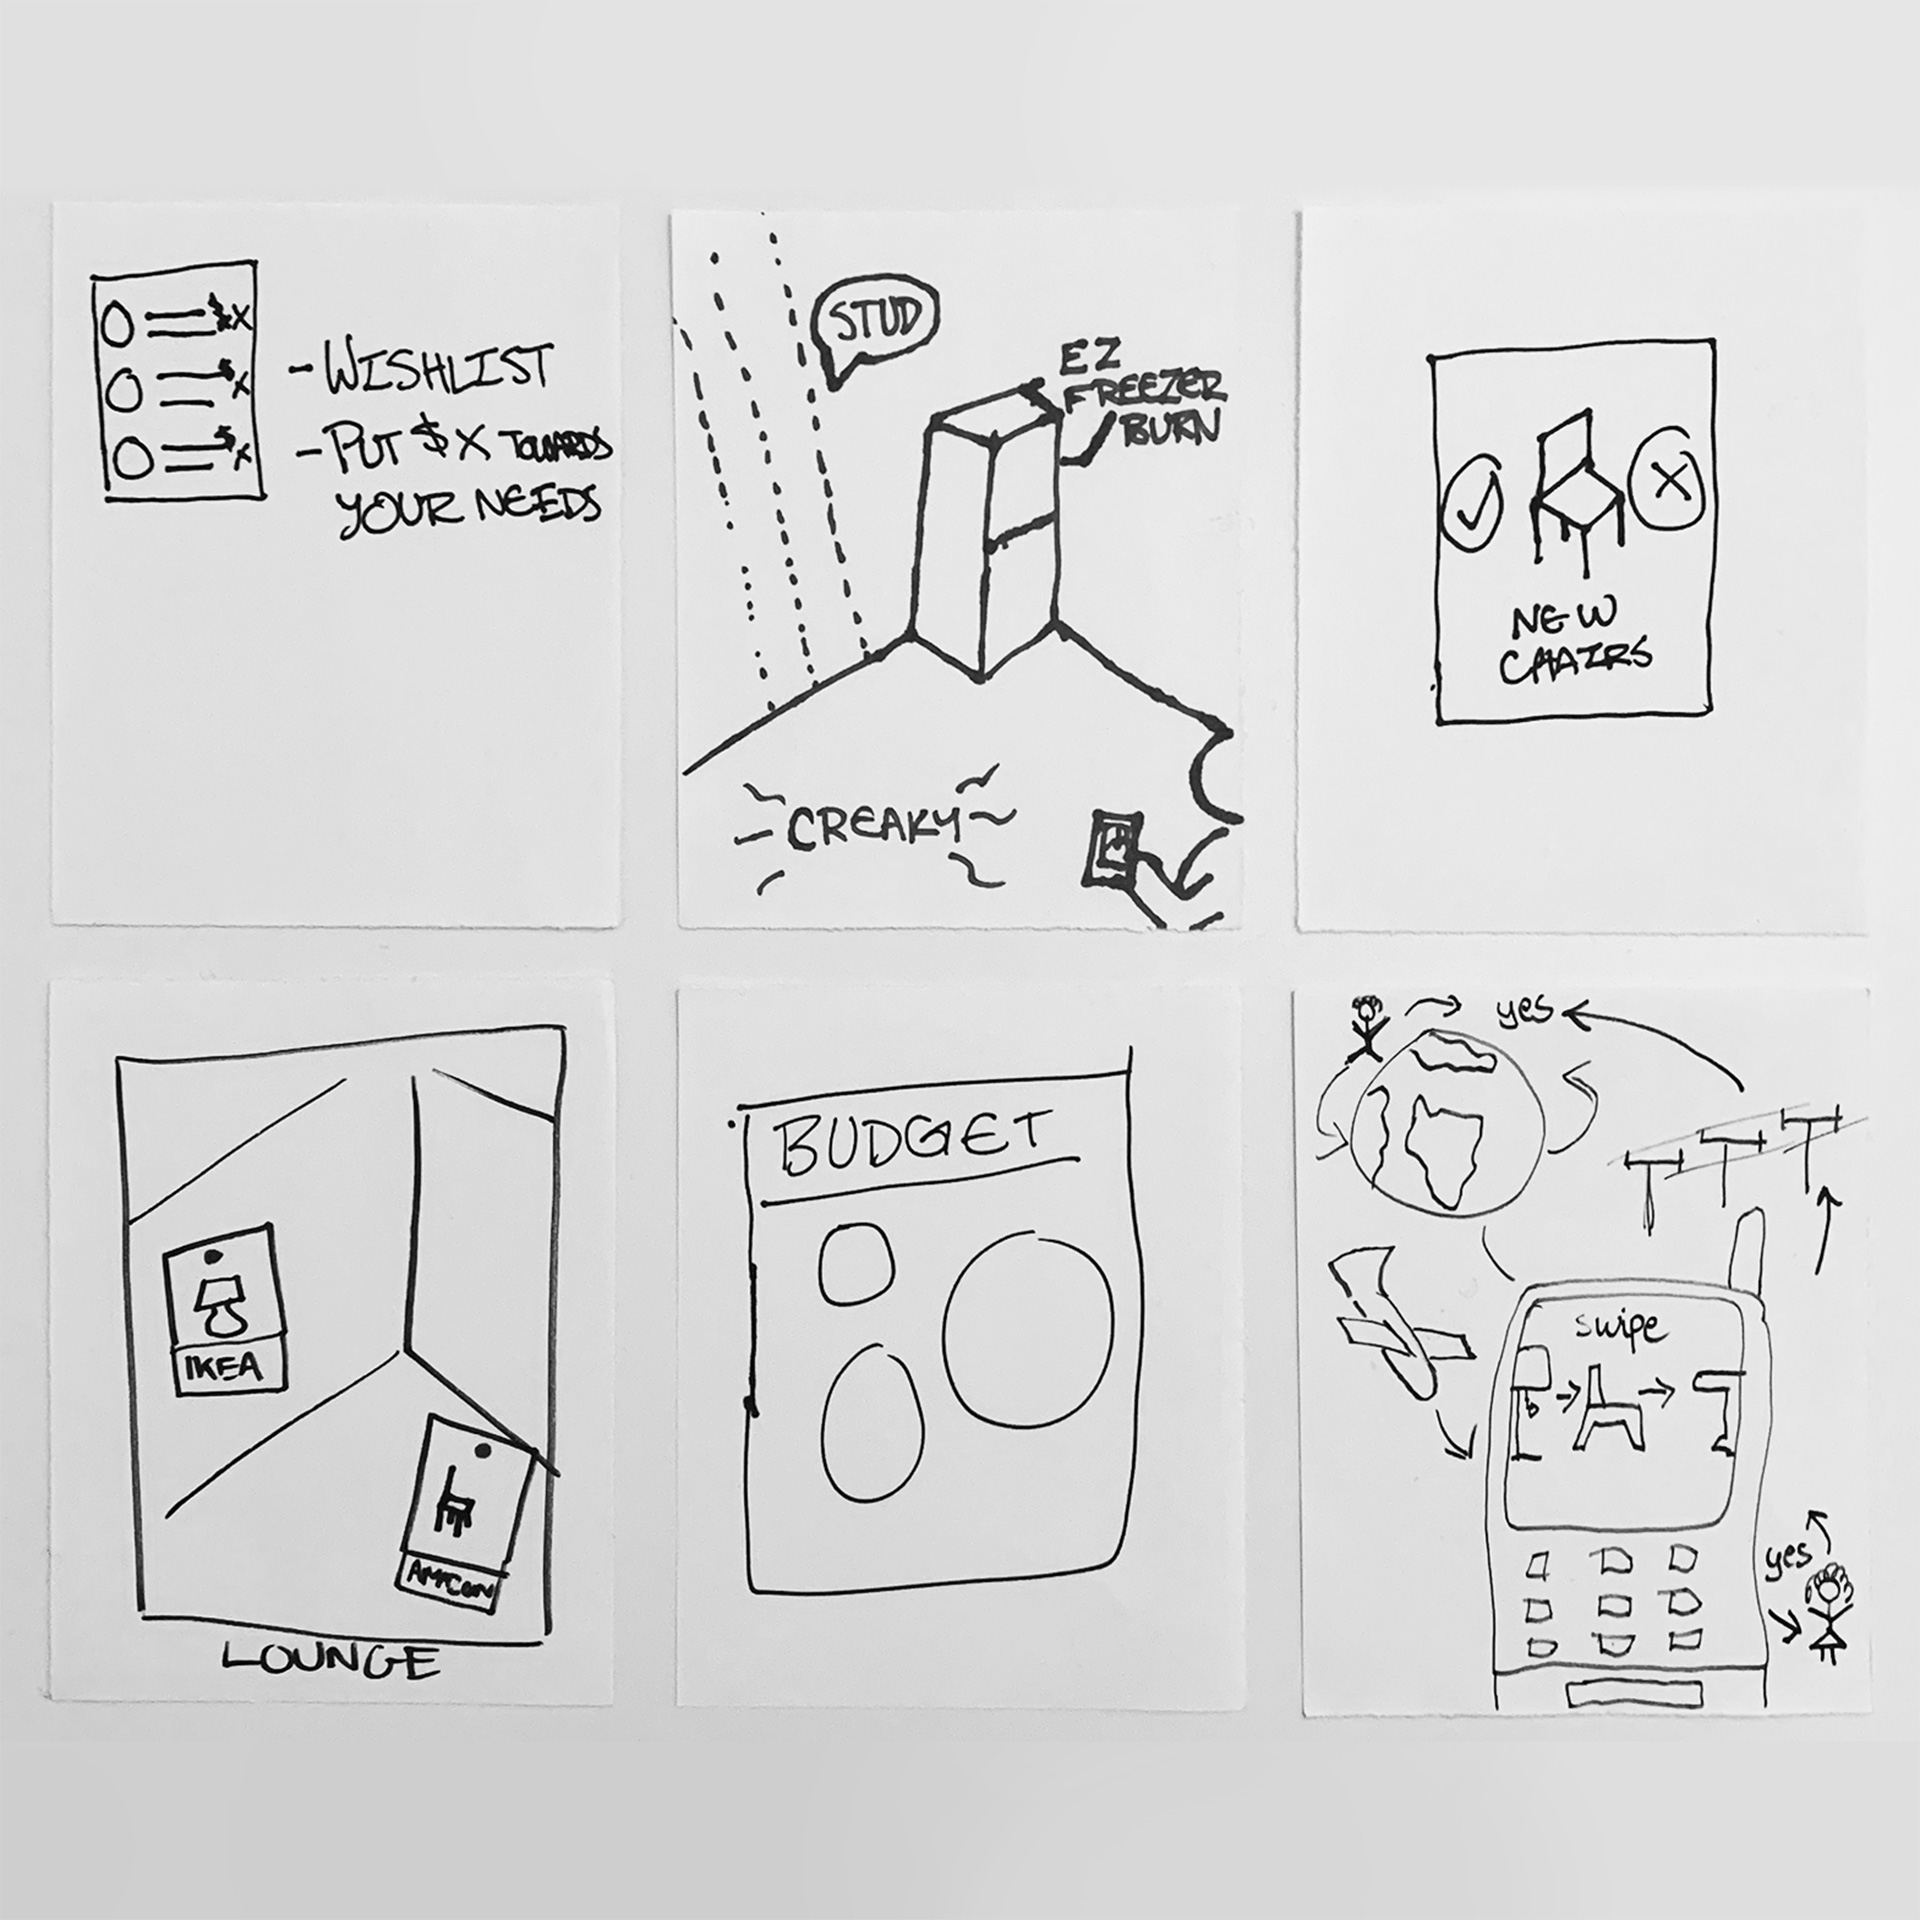 - WISHLIST
- PUT $X TOWARDS
YOUR NEEDS
$X
$X
$X
STUD
EZ
FREEZER
BURN
CREAKY
NEW
CHAIRS
IKEA
LOUNGE
BUDGET
yes
swipe
yes